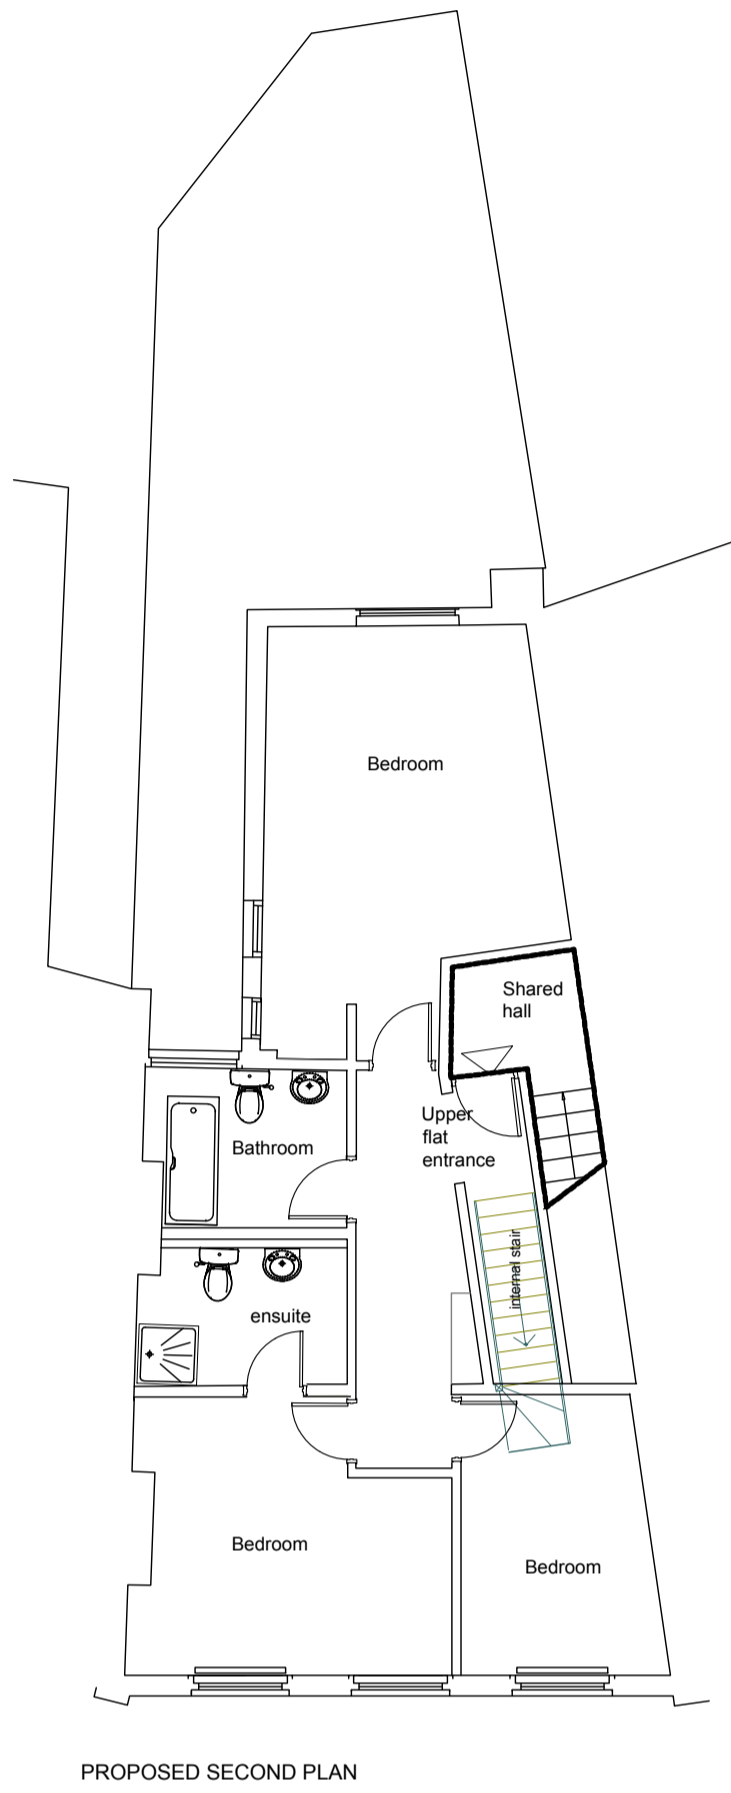 Bedroom
Shared
hall
Upper
flat
entrance
Bathroom
internal stair
ensuite
Bedroom
Bedroom
PROPOSED SECOND PLAN